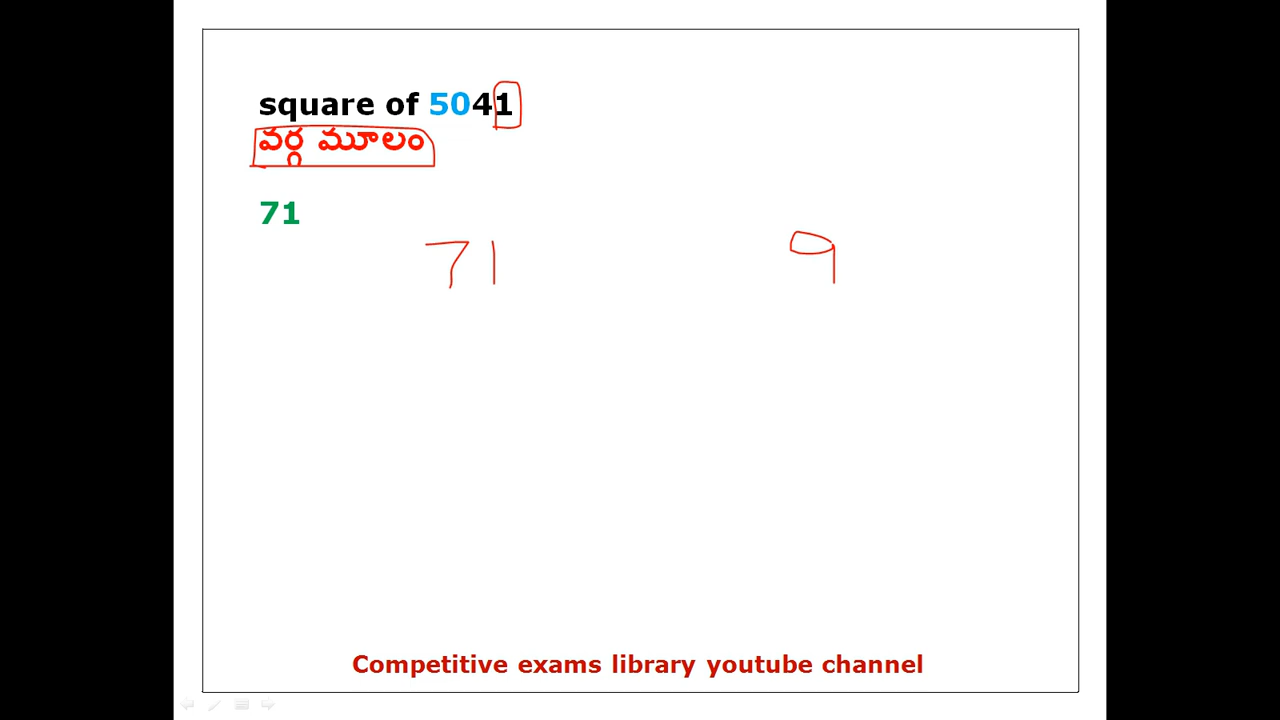 square of 5041
వర్గ మూలం
71
71 9
Competitive exams library youtube channel